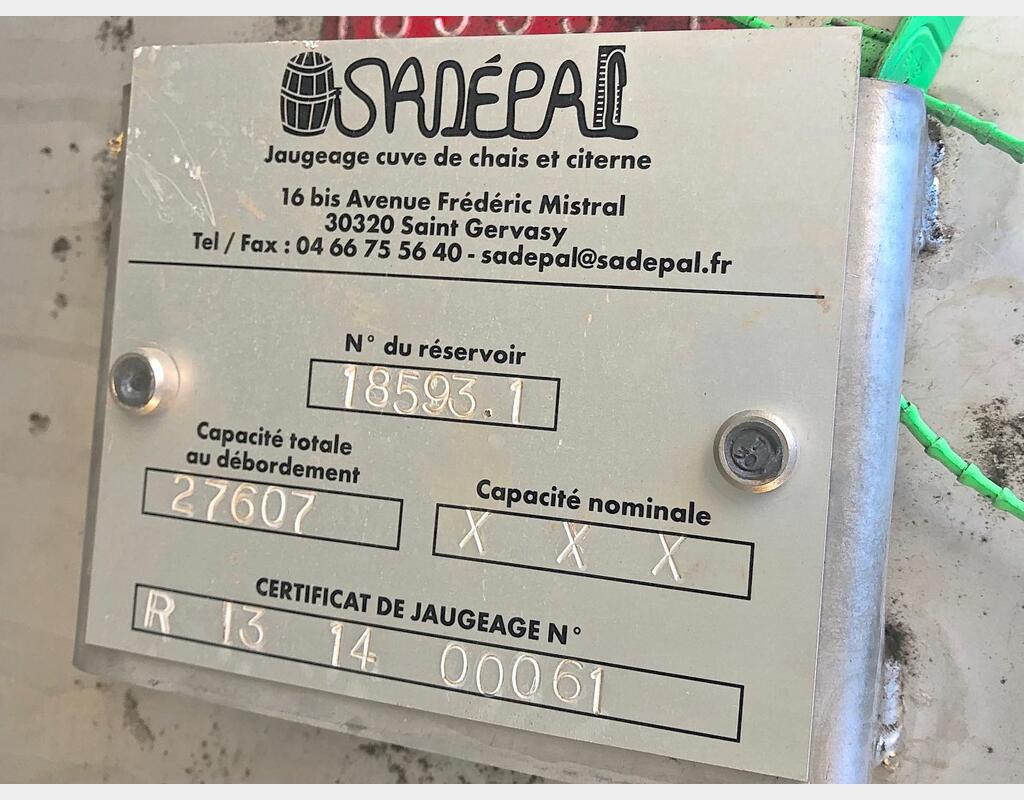 SADÉPAL
Jaugeage cuve de chais et citerne
16 bis Avenue Frédéric Mistral
30320 Saint Gervasy
Tel / Fax : 04 66 75 56 40 - sadepal@sadepal.fr
N° du réservoir
18593.1
Capacité totale
au débordement
27607
Capacité nominale
X X X
CERTIFICAT DE JAUGEAGE N°
R 13 14 00061